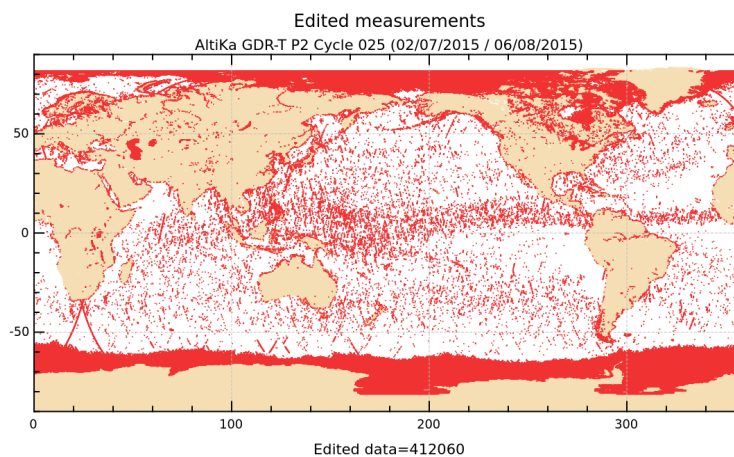 Edited measurements
AltiKa GDR-T P2 Cycle 025 (02/07/2015 / 06/08/2015)
50
0
-50
0 100 200 300
Edited data=412060